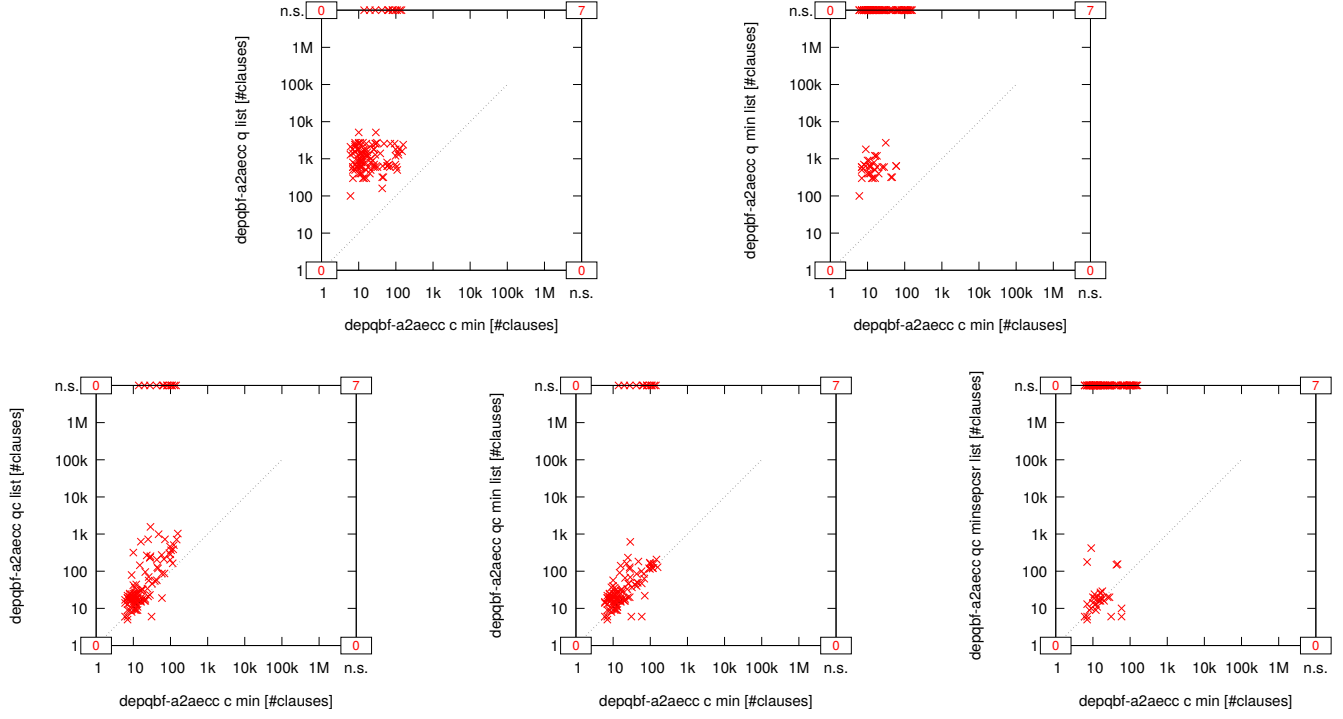 n.s. 0 7
1M
100k
10k
1k
100
10
1 0 0
1 10 100 1k 10k 100k 1M n.s.
depqbf-a2aecc q list [#clauses]
depqbf-a2aecc c min [#clauses]
n.s. 0 7
1M
100k
10k
1k
100
10
1 0 0
1 10 100 1k 10k 100k 1M n.s.
depqbf-a2aecc q min list [#clauses]
depqbf-a2aecc c min [#clauses]
n.s. 0 7
1M
100k
10k
1k
100
10
1 0 0
1 10 100 1k 10k 100k 1M n.s.
depqbf-a2aecc qc list [#clauses]
depqbf-a2aecc c min [#clauses]
n.s. 0 7
1M
100k
10k
1k
100
10
1 0 0
1 10 100 1k 10k 100k 1M n.s.
depqbf-a2aecc qc min list [#clauses]
depqbf-a2aecc c min [#clauses]
n.s. 0 7
1M
100k
10k
1k
100
10
1 0 0
1 10 100 1k 10k 100k 1M n.s.
depqbf-a2aecc qc minsepcsr list [#clauses]
depqbf-a2aecc c min [#clauses]